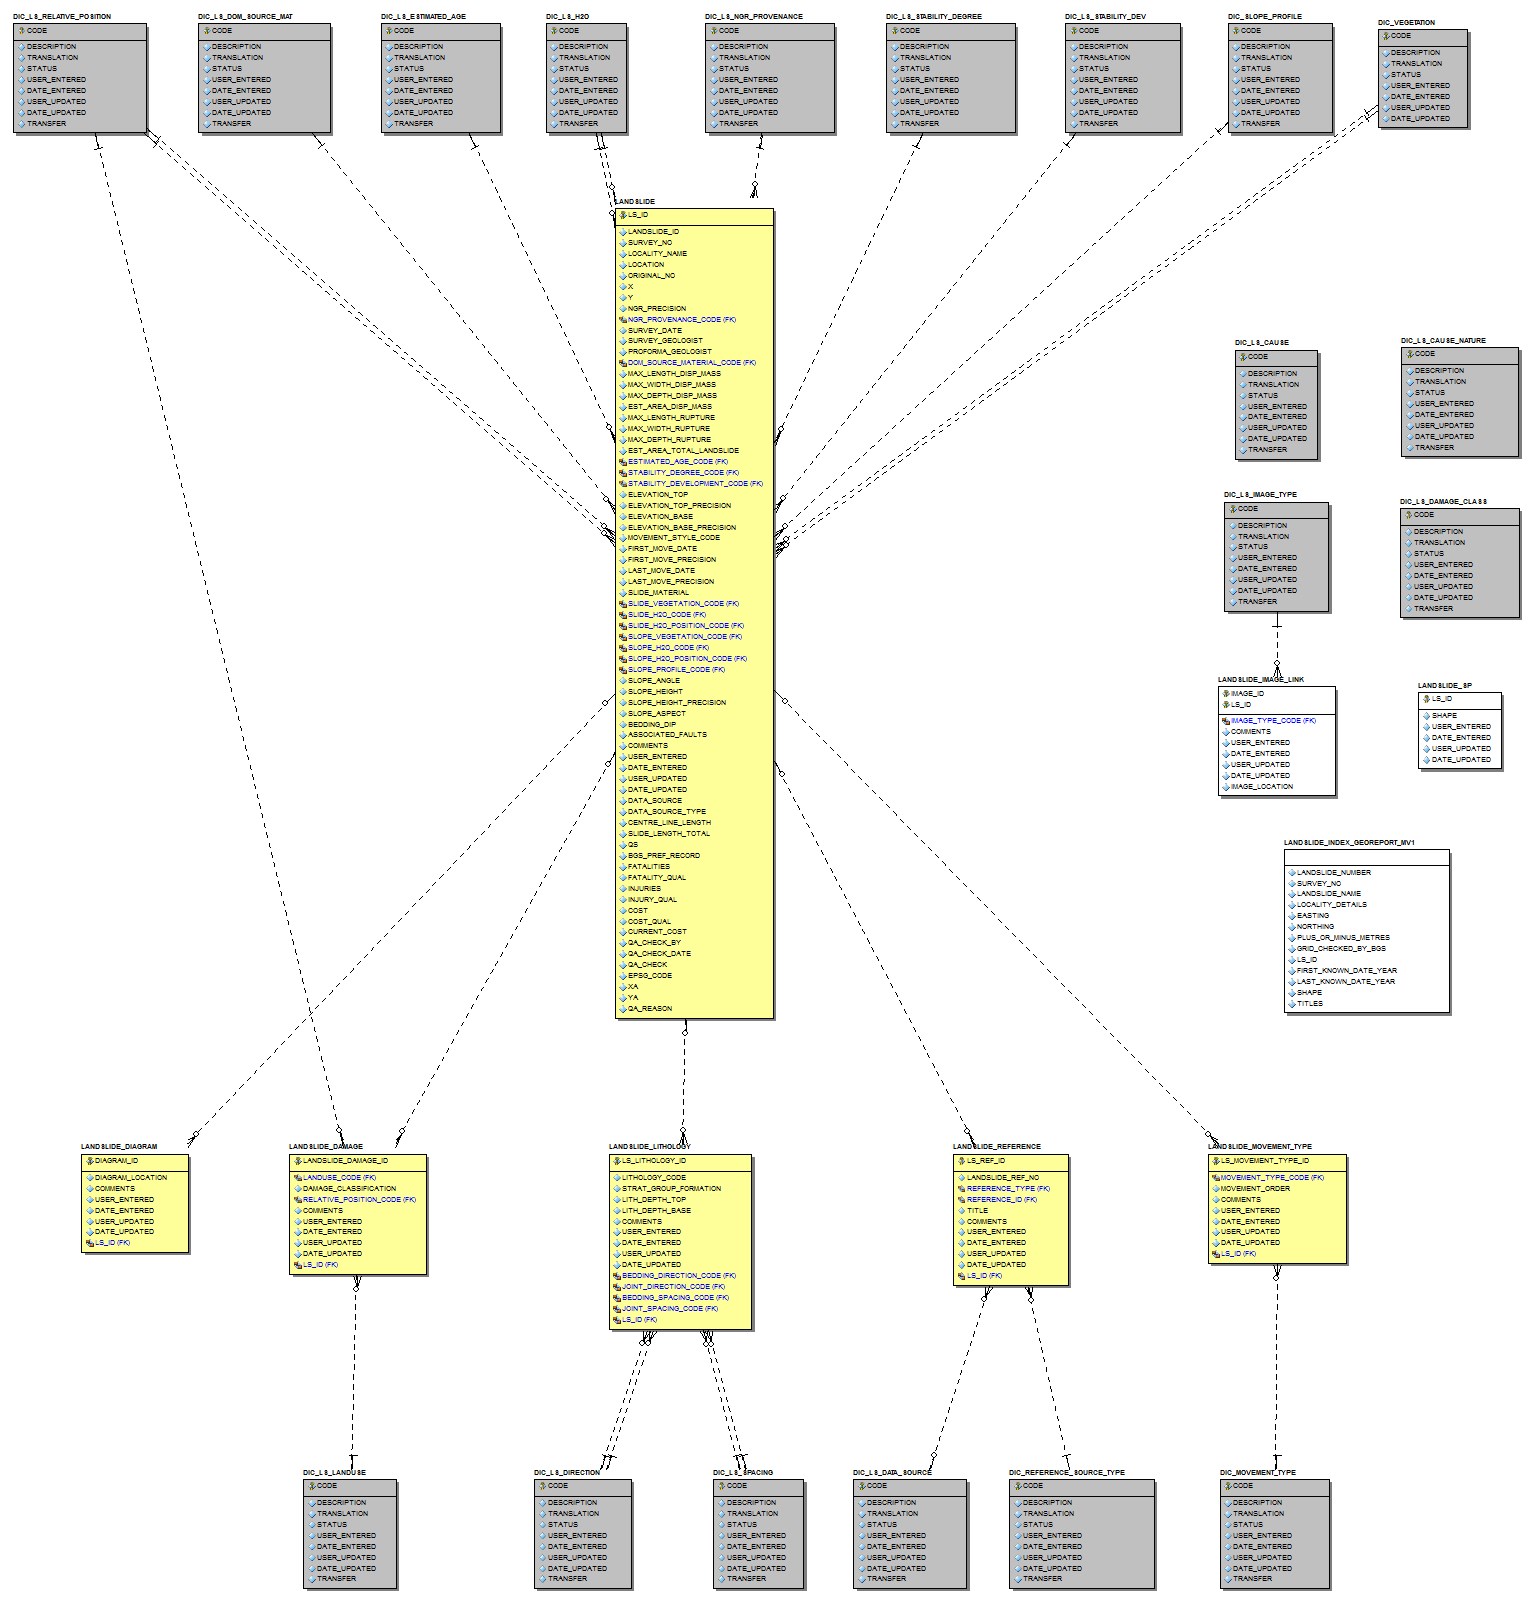 DIC_LS_RELATIVE_POSITION
CODE
DESCRIPTION
TRANSLATION
STATUS
USER_ENTERED
DATE_ENTERED
USER_UPDATED
DATE_UPDATED
TRANSFER
DIC_LS_DOM_SOURCE_MAT
CODE
DESCRIPTION
TRANSLATION
STATUS
USER_ENTERED
DATE_ENTERED
USER_UPDATED
DATE_UPDATED
TRANSFER
DIC_LS_ESTIMATED_AGE
CODE
DESCRIPTION
TRANSLATION
STATUS
USER_ENTERED
DATE_ENTERED
USER_UPDATED
DATE_UPDATED
TRANSFER
DIC_LS_H2O
CODE
DESCRIPTION
TRANSLATION
STATUS
USER_ENTERED
DATE_ENTERED
USER_UPDATED
DATE_UPDATED
TRANSFER
DIC_LS_NGR_PROVENANCE
CODE
DESCRIPTION
TRANSLATION
STATUS
USER_ENTERED
DATE_ENTERED
USER_UPDATED
DATE_UPDATED
TRANSFER
DIC_LS_STABILITY_DEGREE
CODE
DESCRIPTION
TRANSLATION
STATUS
USER_ENTERED
DATE_ENTERED
USER_UPDATED
DATE_UPDATED
TRANSFER
DIC_LS_STABILITY_DEV
CODE
DESCRIPTION
TRANSLATION
STATUS
USER_ENTERED
DATE_ENTERED
USER_UPDATED
DATE_UPDATED
TRANSFER
DIC_SLOPE_PROFILE
CODE
DESCRIPTION
TRANSLATION
STATUS
USER_ENTERED
DATE_ENTERED
USER_UPDATED
DATE_UPDATED
TRANSFER
DIC_VEGETATION
CODE
DESCRIPTION
TRANSLATION
STATUS
USER_ENTERED
DATE_ENTERED
USER_UPDATED
DATE_UPDATED
LANDSLIDE
LS_ID
LANDSLIDE_ID
SURVEY_NO
LOCALITY_NAME
LOCATION
ORIGINAL_NO
X
Y
NGR_PRECISION
NGR_PROVENANCE_CODE (FK)
SURVEY_DATE
SURVEY_GEOLOGIST
PROFORMA_GEOLOGIST
DOM_SOURCE_MATERIAL_CODE (FK)
MAX_LENGTH_DISP_MASS
MAX_WIDTH_DISP_MASS
MAX_DEPTH_DISP_MASS
EST_AREA_DISP_MASS
MAX_LENGTH_RUPTURE
MAX_WIDTH_RUPTURE
MAX_DEPTH_RUPTURE
EST_AREA_TOTAL_LANDSLIDE
ESTIMATED_AGE_CODE (FK)
STABILITY_DEGREE_CODE (FK)
STABILITY_DEVELOPMENT_CODE (FK)
ELEVATION_TOP
ELEVATION_TOP_PRECISION
ELEVATION_BASE
ELEVATION_BASE_PRECISION
MOVEMENT_STYLE_CODE
FIRST_MOVE_DATE
FIRST_MOVE_PRECISION
LAST_MOVE_DATE
LAST_MOVE_PRECISION
SLIDE_MATERIAL
SLIDE_VEGETATION_CODE (FK)
SLIDE_H2O_CODE (FK)
SLIDE_H2O_POSITION_CODE (FK)
SLOPE_VEGETATION_CODE (FK)
SLOPE_H2O_CODE (FK)
SLOPE_H2O_POSITION_CODE (FK)
SLOPE_PROFILE_CODE (FK)
SLOPE_ANGLE
SLOPE_HEIGHT
SLOPE_HEIGHT_PRECISION
SLOPE_ASPECT
BEDDING_DIP
ASSOCIATED_FAULTS
COMMENTS
USER_ENTERED
DATE_ENTERED
USER_UPDATED
DATE_UPDATED
DATA_SOURCE
DATA_SOURCE_TYPE
CENTRE_LINE_LENGTH
SLIDE_LENGTH_TOTAL
QS
BGS_PREF_RECORD
FATALITIES
FATALITY_QUAL
INJURIES
INJURY_QUAL
COST
COST_QUAL
CURRENT_COST
QA_CHECK_BY
QA_CHECK_DATE
QA_CHECK
EPSG_CODE
XA
YA
QA_REASON
DIC_LS_CAUSE
CODE
DESCRIPTION
TRANSLATION
STATUS
USER_ENTERED
DATE_ENTERED
USER_UPDATED
DATE_UPDATED
TRANSFER
DIC_LS_CAUSE_NATURE
CODE
DESCRIPTION
TRANSLATION
STATUS
USER_ENTERED
DATE_ENTERED
USER_UPDATED
DATE_UPDATED
TRANSFER
DIC_LS_IMAGE_TYPE
CODE
DESCRIPTION
TRANSLATION
STATUS
USER_ENTERED
DATE_ENTERED
USER_UPDATED
DATE_UPDATED
TRANSFER
DIC_LS_DAMAGE_CLASS
CODE
DESCRIPTION
TRANSLATION
STATUS
USER_ENTERED
DATE_ENTERED
USER_UPDATED
DATE_UPDATED
TRANSFER
LANDSLIDE_IMAGE_LINK
IMAGE_ID
LS_ID
IMAGE_TYPE_CODE (FK)
COMMENTS
USER_ENTERED
DATE_ENTERED
USER_UPDATED
DATE_UPDATED
IMAGE_LOCATION
LANDSLIDE_SP
LS_ID
SHAPE
USER_ENTERED
DATE_ENTERED
USER_UPDATED
DATE_UPDATED
LANDSLIDE_INDEX_GEOREPORT_MV1
LANDSLIDE_NUMBER
SURVEY_NO
LANDSLIDE_NAME
LOCALITY_DETAILS
EASTING
NORTHING
PLUS_OR_MINUS_METRES
GRID_CHECKED_BY_BGS
LS_ID
FIRST_KNOWN_DATE_YEAR
LAST_KNOWN_DATE_YEAR
SHAPE
TITLES
LANDSLIDE_DIAGRAM
DIAGRAM_ID
DIAGRAM_LOCATION
COMMENTS
USER_ENTERED
DATE_ENTERED
USER_UPDATED
DATE_UPDATED
LS_ID (FK)
LANDSLIDE_DAMAGE
LANDSLIDE_DAMAGE_ID
LANDUSE_CODE (FK)
DAMAGE_CLASSIFICATION
RELATIVE_POSITION_CODE (FK)
COMMENTS
USER_ENTERED
DATE_ENTERED
USER_UPDATED
DATE_UPDATED
LS_ID (FK)
LANDSLIDE_LITHOLOGY
LS_LITHOLOGY_ID
LITHOLOGY_CODE
STRAT_GROUP_FORMATION
LITH_DEPTH_TOP
LITH_DEPTH_BASE
COMMENTS
USER_ENTERED
DATE_ENTERED
USER_UPDATED
DATE_UPDATED
BEDDING_DIRECTION_CODE (FK)
JOINT_DIRECTION_CODE (FK)
BEDDING_SPACING_CODE (FK)
JOINT_SPACING_CODE (FK)
LS_ID (FK)
LANDSLIDE_REFERENCE
LS_REF_ID
LANDSLIDE_REF_NO
REFERENCE_TYPE (FK)
REFERENCE_ID (FK)
TITLE
COMMENTS
USER_ENTERED
DATE_ENTERED
USER_UPDATED
DATE_UPDATED
LS_ID (FK)
LANDSLIDE_MOVEMENT_TYPE
LS_MOVEMENT_TYPE_ID
MOVEMENT_TYPE_CODE (FK)
MOVEMENT_ORDER
COMMENTS
USER_ENTERED
DATE_ENTERED
USER_UPDATED
DATE_UPDATED
LS_ID (FK)
DIC_LS_LANDUSE
CODE
DESCRIPTION
TRANSLATION
STATUS
USER_ENTERED
DATE_ENTERED
USER_UPDATED
DATE_UPDATED
TRANSFER
DIC_LS_DIRECTION
CODE
DESCRIPTION
TRANSLATION
STATUS
USER_ENTERED
DATE_ENTERED
USER_UPDATED
DATE_UPDATED
TRANSFER
DIC_LS_SPACING
CODE
DESCRIPTION
TRANSLATION
STATUS
USER_ENTERED
DATE_ENTERED
USER_UPDATED
DATE_UPDATED
TRANSFER
DIC_LS_DATA_SOURCE
CODE
DESCRIPTION
TRANSLATION
STATUS
USER_ENTERED
DATE_ENTERED
USER_UPDATED
DATE_UPDATED
TRANSFER
DIC_REFERENCE_SOURCE_TYPE
CODE
DESCRIPTION
TRANSLATION
STATUS
USER_ENTERED
DATE_ENTERED
USER_UPDATED
DATE_UPDATED
TRANSFER
DIC_MOVEMENT_TYPE
CODE
DESCRIPTION
TRANSLATION
STATUS
USER_ENTERED
DATE_ENTERED
USER_UPDATED
DATE_UPDATED
TRANSFER